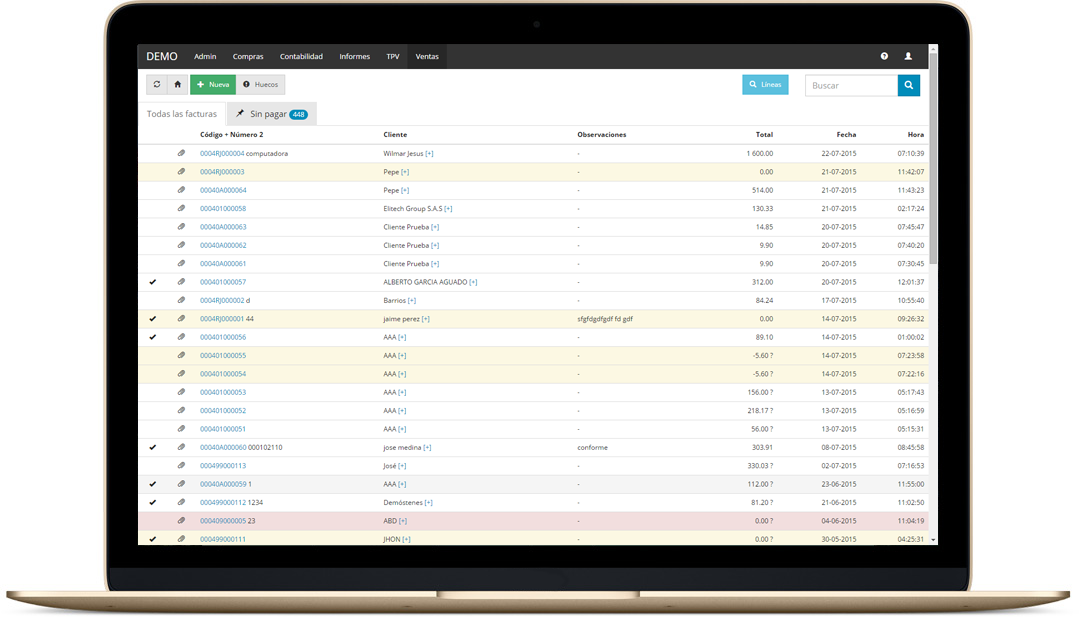 DEMO Admin Compras Contabilidad Informes TPV Ventas
Nueva Huecos Líneas Buscar
Todas las facturas Sin pagar 448
Código + Número 2 Cliente Observaciones Total Fecha Hora
0004RJ000004 computadora Wilmar Jesus [+] - 1 600.00 22-07-2015 07:10:39
0004RJ000003 Pepe [+] - 0.00 21-07-2015 11:42:07
00040A000064 Pepe [+] - 514.00 21-07-2015 11:43:23
000401000058 Elitech Group S.A.S [+] - 130.33 21-07-2015 02:17:24
00040A000063 Cliente Prueba [+] - 14.85 20-07-2015 07:45:47
00040A000062 Cliente Prueba [+] - 9.90 20-07-2015 07:40:20
00040A000061 Cliente Prueba [+] - 9.90 20-07-2015 07:30:45
000401000057 ALBERTO GARCIA AGUADO [+] - 312.00 20-07-2015 12:01:37
0004RJ000002 d Barrios [+] - 84.24 17-07-2015 10:55:40
0004RJ000001 44 jaime perez [+] sfgfdgdfgdf fd gdf 0.00 14-07-2015 09:26:32
000401000056 AAA [+] - 89.10 14-07-2015 01:00:02
000401000055 AAA [+] - -5.60 ? 14-07-2015 07:23:58
000401000054 AAA [+] - -5.60 ? 14-07-2015 07:22:16
000401000053 AAA [+] - 156.00 ? 13-07-2015 05:17:43
000401000052 AAA [+] - 218.17 ? 13-07-2015 05:16:59
000401000051 AAA [+] - 56.00 ? 13-07-2015 05:15:31
00040A000060 000102110 jose medina [+] conforme 303.91 08-07-2015 08:45:58
000499000113 José [+] - 330.03 ? 02-07-2015 07:16:53
00040A000059 1 AAA [+] - 112.00 ? 23-06-2015 11:55:00
000499000112 1234 Demóstenes [+] - 81.20 ? 21-06-2015 11:02:50
000409000005 23 ABD [+] - 0.00 ? 04-06-2015 11:04:19
000499000111 JHON [+] - 0.00 ? 30-05-2015 04:25:31